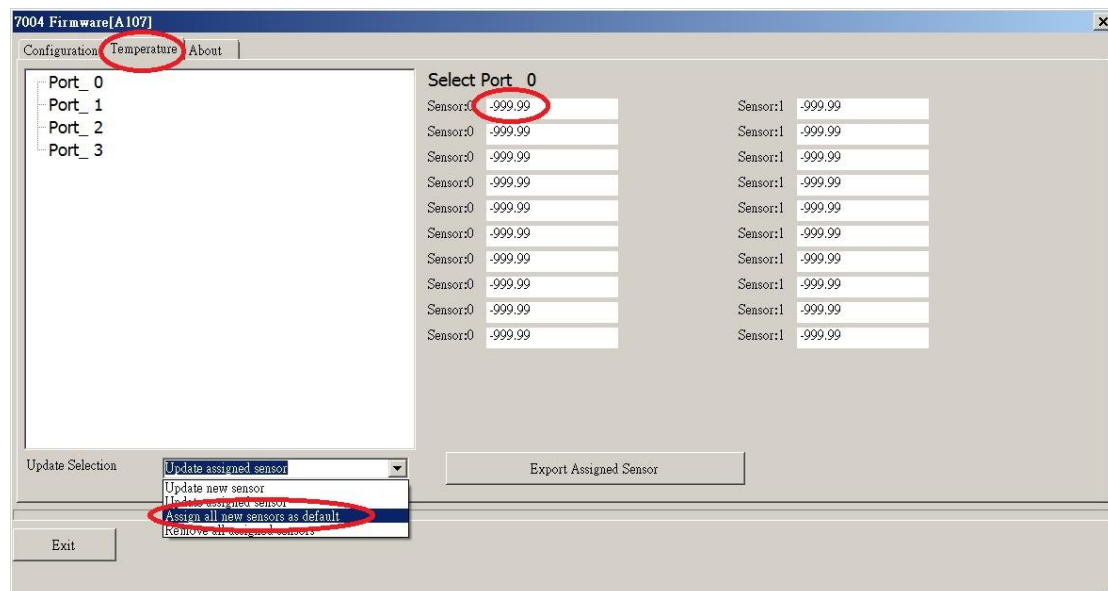 7004 Firmware[A107]
Configuration Temperature About
Port_ 0
Port_ 1
Port_ 2
Port_ 3
Select Port_ 0
Sensor:0 -999.99 Sensor:1 -999.99
Sensor:0 -999.99 Sensor:1 -999.99
Sensor:0 -999.99 Sensor:1 -999.99
Sensor:0 -999.99 Sensor:1 -999.99
Sensor:0 -999.99 Sensor:1 -999.99
Sensor:0 -999.99 Sensor:1 -999.99
Sensor:0 -999.99 Sensor:1 -999.99
Sensor:0 -999.99 Sensor:1 -999.99
Sensor:0 -999.99 Sensor:1 -999.99
Sensor:0 -999.99 Sensor:1 -999.99
Update Selection Update assigned sensor Export Assigned Sensor
Update new sensor
Update assigned sensor
Assign all new sensors as default
Remove all assigned sensors
Exit